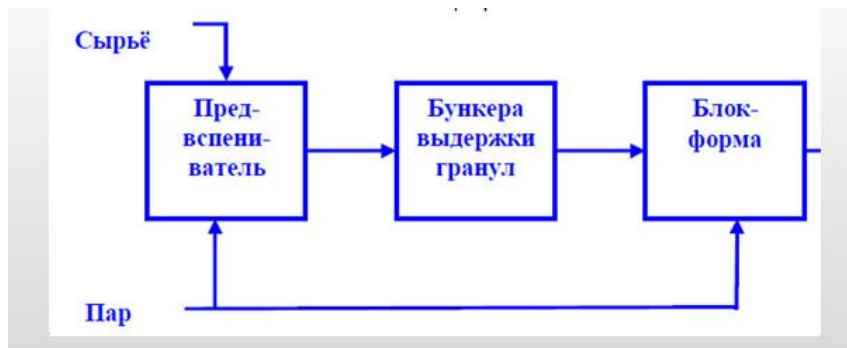 Сырьё
Пред-
вспени-
ватель
Бункера
выдержки
гранул
Блок-
форма
Пар